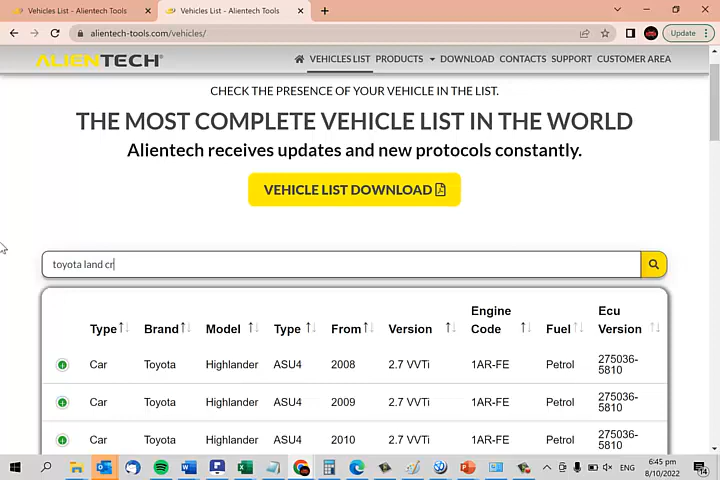 Vehicles List - Alientech Tools
Vehicles List - Alientech Tools
alientech-tools.com/vehicles/
Update
ALIENTECH®
VEHICLES LIST
PRODUCTS
DOWNLOAD
CONTACTS
SUPPORT
CUSTOMER AREA
CHECK THE PRESENCE OF YOUR VEHICLE IN THE LIST.
THE MOST COMPLETE VEHICLE LIST IN THE WORLD
Alientech receives updates and new protocols constantly.
VEHICLE LIST DOWNLOAD
toyota land cr
Type Brand Model Type From Version Engine Code Fuel Ecu Version
Car Toyota Highlander ASU4 2008 2.7 VVTi 1AR-FE Petrol 275036-5810
Car Toyota Highlander ASU4 2009 2.7 VVTi 1AR-FE Petrol 275036-5810
Car Toyota Highlander ASU4 2010 2.7 VVTi 1AR-FE Petrol 275036-5810
ENG
6:45 pm
8/10/2022